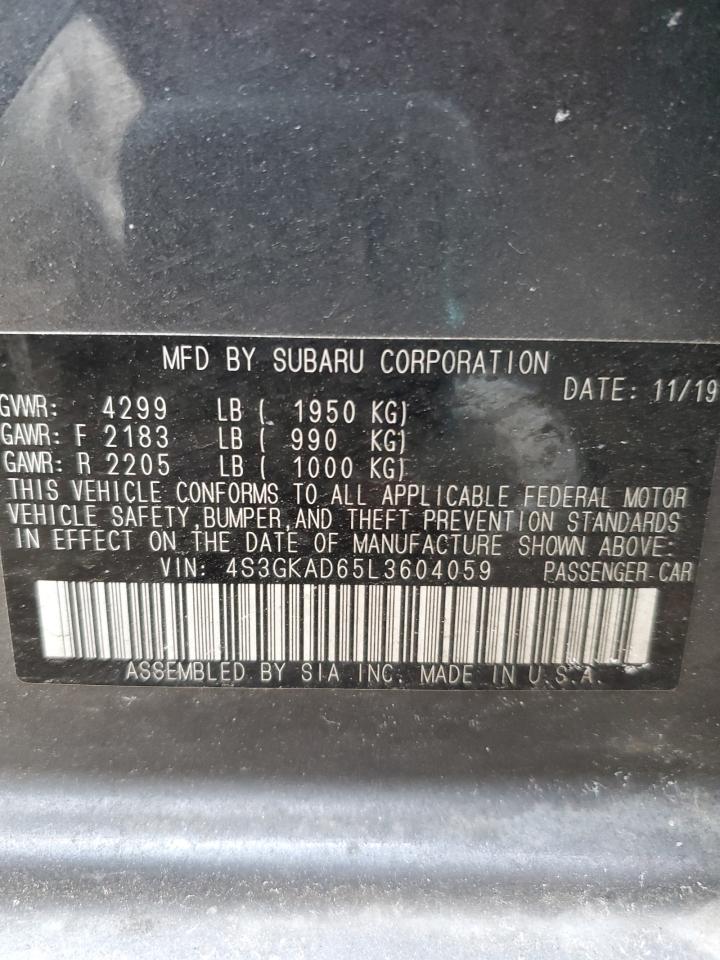 MFD BY SUBARU CORPORATION
DATE: 11/19
GVWR: 4299 LB ( 1950 KG)
GAWR: F 2183 LB ( 990 KG)
GAWR: R 2205 LB ( 1000 KG)
THIS VEHICLE CONFORMS TO ALL APPLICABLE FEDERAL MOTOR
VEHICLE SAFETY,BUMPER,AND THEFT PREVENTION STANDARDS
IN EFFECT ON THE DATE OF MANUFACTURE SHOWN ABOVE:
VIN: 4S3GKAD65L3604059 PASSENGER CAR
ASSEMBLED BY SIA INC. MADE IN U.S.A.